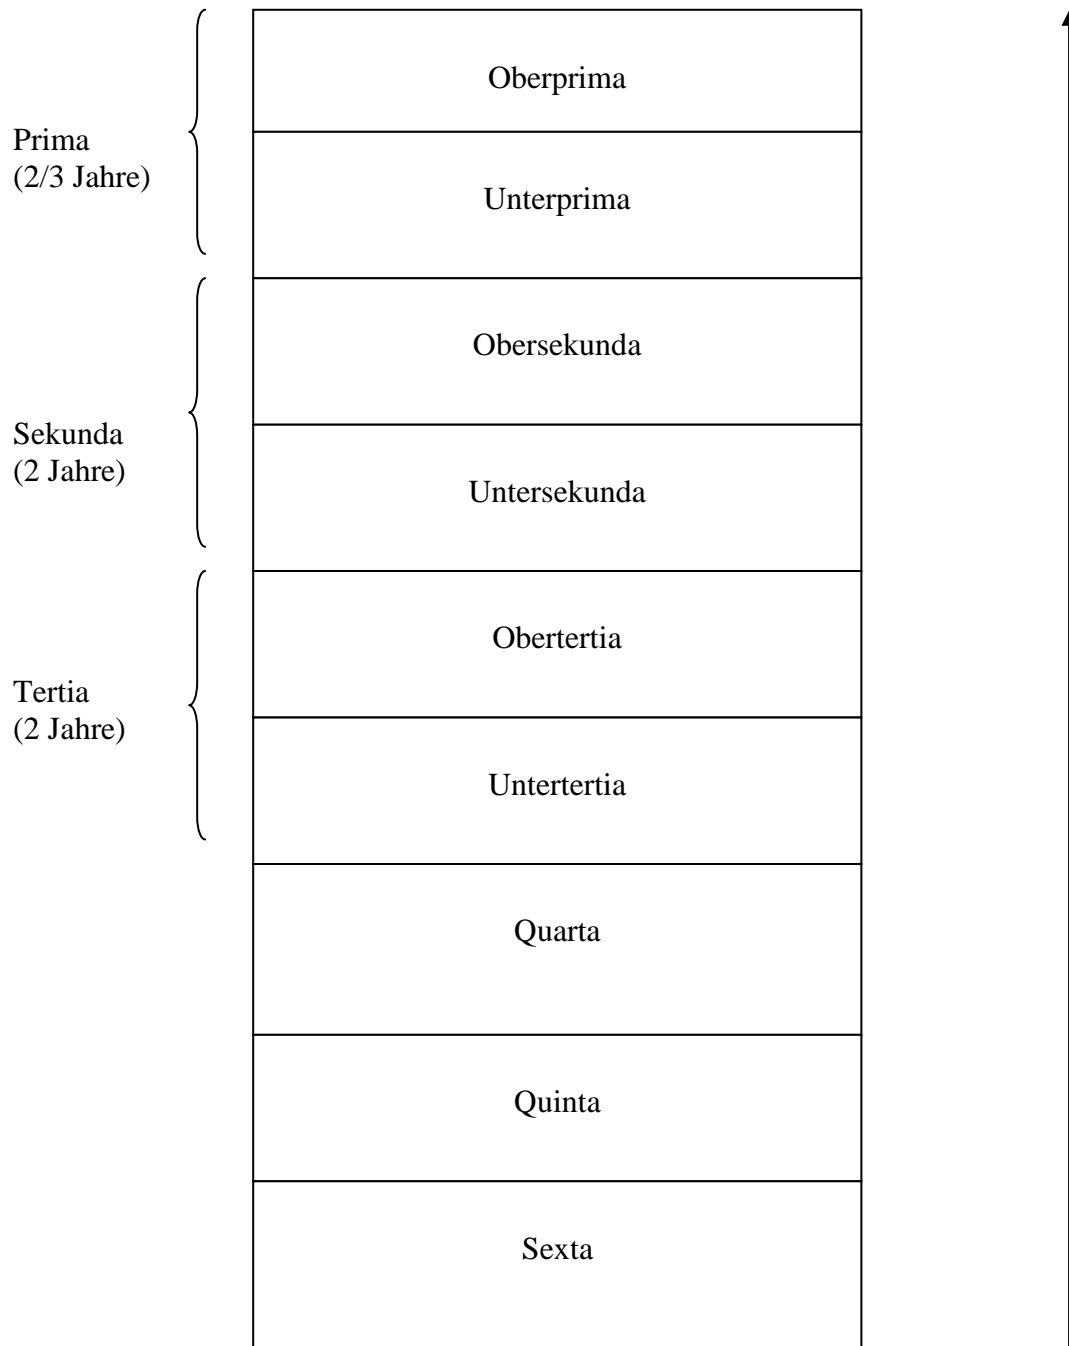 Oberprima
Prima
(2/3 Jahre)
Unterprima
Obersekunda
Sekunda
(2 Jahre)
Untersekunda
Obertertia
Tertia
(2 Jahre)
Untertertia
Quarta
Quinta
Sexta